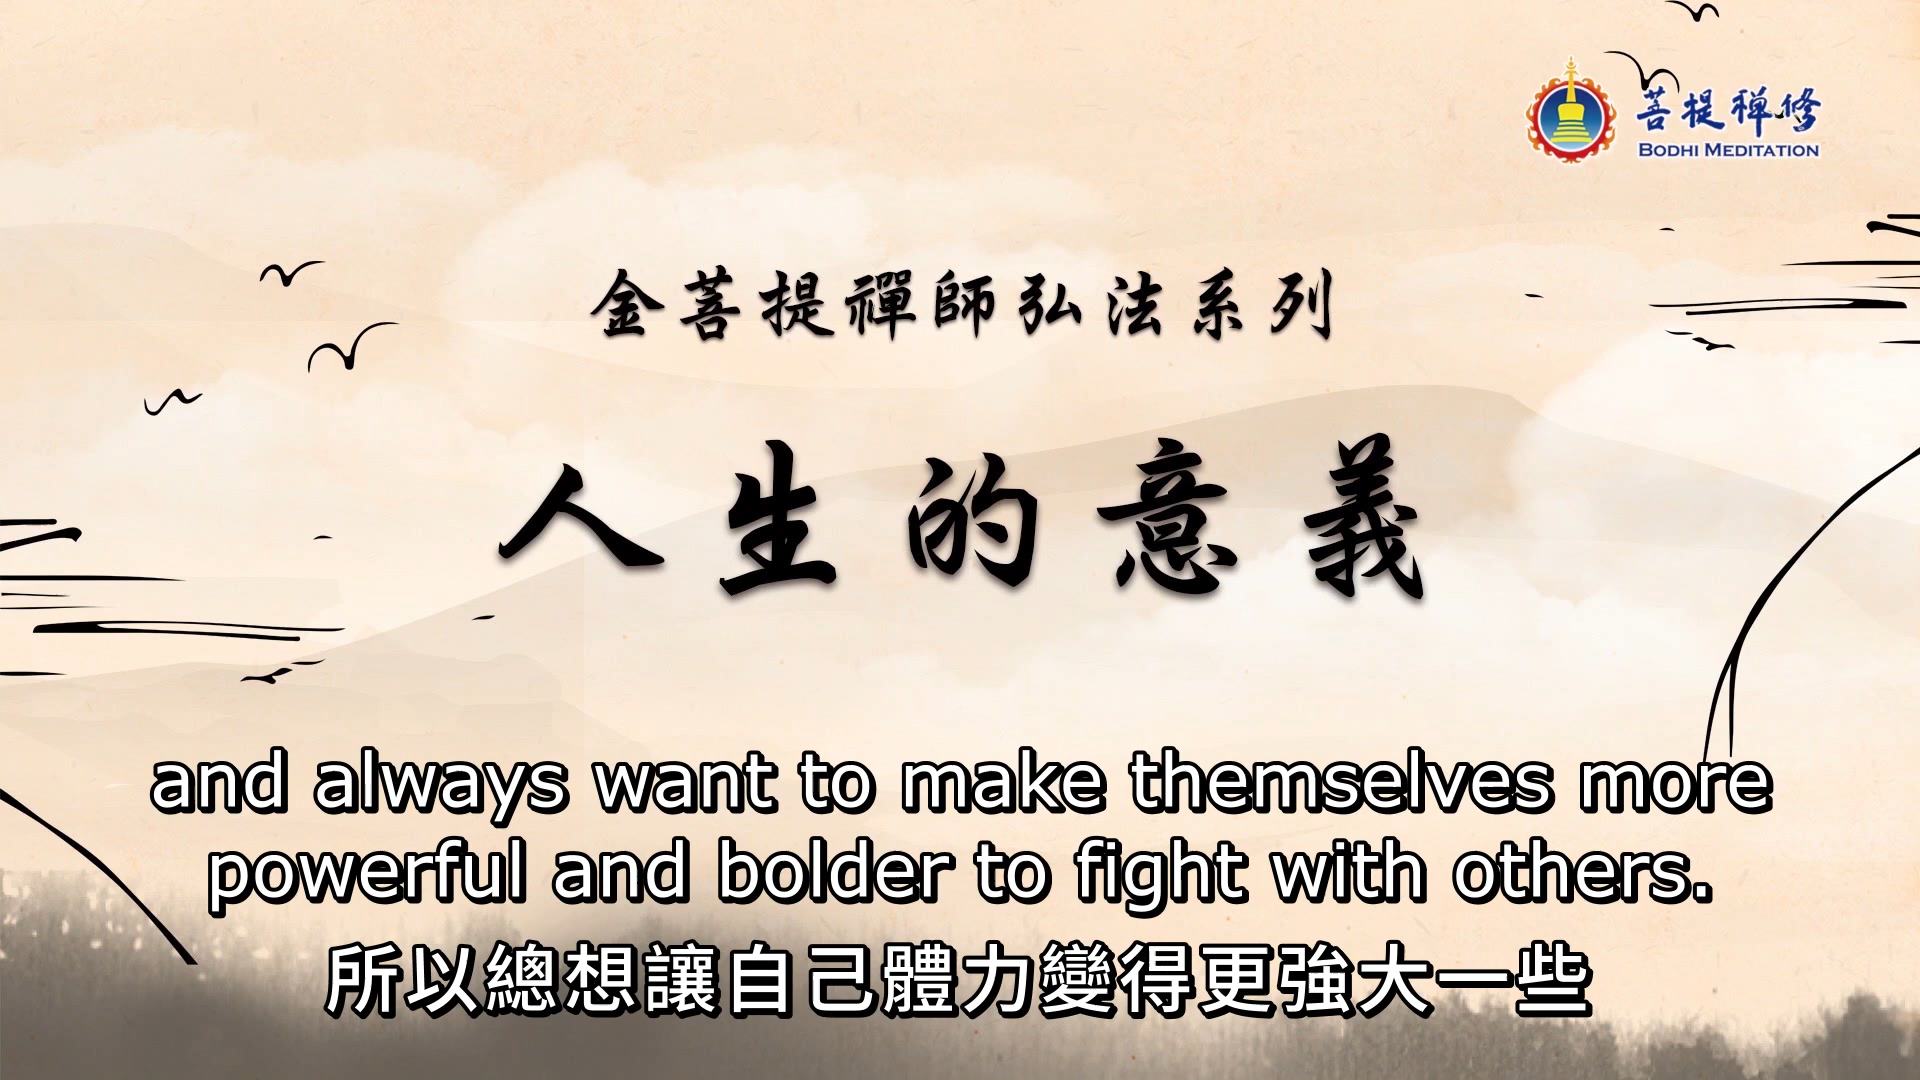 菩提禪修
BODHI MEDITATION
金菩提禪師弘法系列
人生的意義
and always want to make themselves more
powerful and bolder to fight with others.
所以總想讓自己體力變得更強大一些